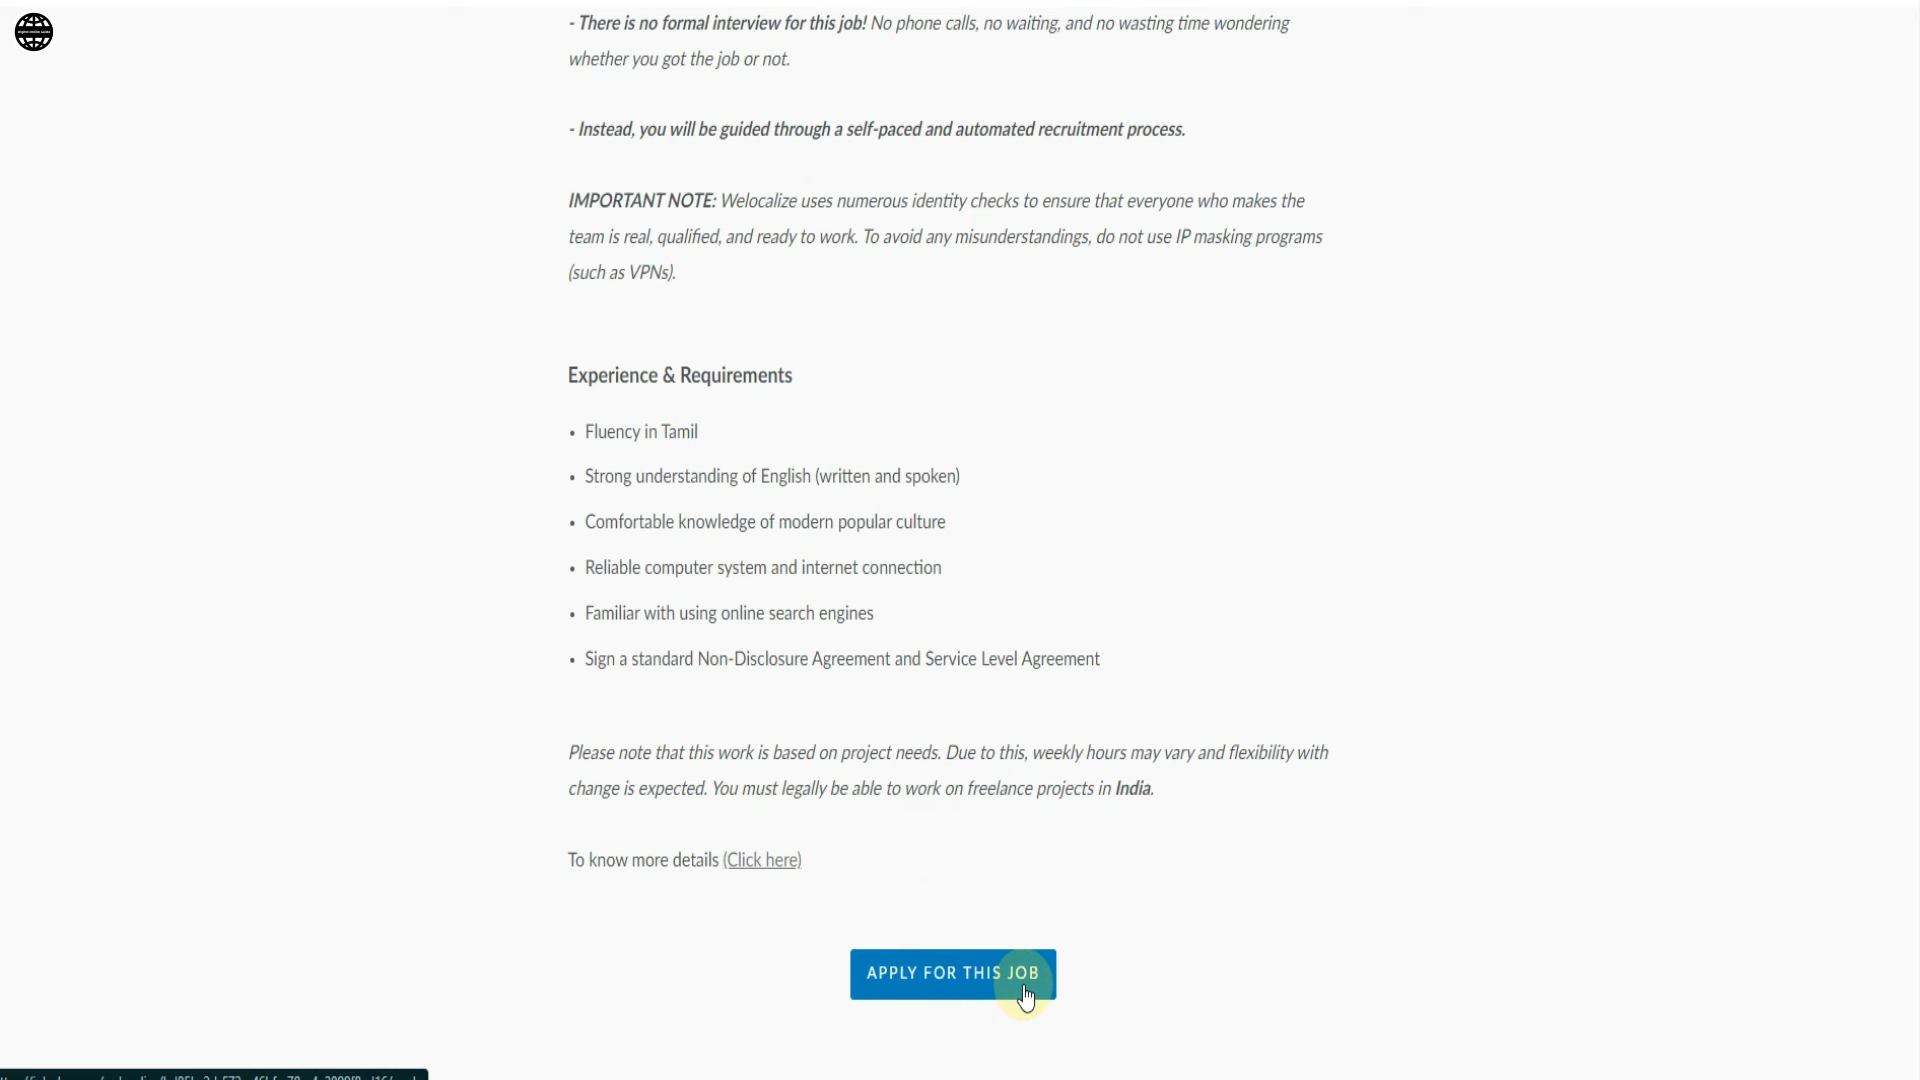 - There is no formal interview for this job! No phone calls, no waiting, and no wasting time wondering
whether you got the job or not.
- Instead, you will be guided through a self-paced and automated recruitment process.
IMPORTANT NOTE: Welocalize uses numerous identity checks to ensure that everyone who makes the
team is real, qualified, and ready to work. To avoid any misunderstandings, do not use IP masking programs
(such as VPNs).
Experience & Requirements
• Fluency in Tamil
• Strong understanding of English (written and spoken)
• Comfortable knowledge of modern popular culture
• Reliable computer system and internet connection
• Familiar with using online search engines
• Sign a standard Non-Disclosure Agreement and Service Level Agreement
Please note that this work is based on project needs. Due to this, weekly hours may vary and flexibility with
change is expected. You must legally be able to work on freelance projects in India.
To know more details (Click here)
APPLY FOR THIS JOB